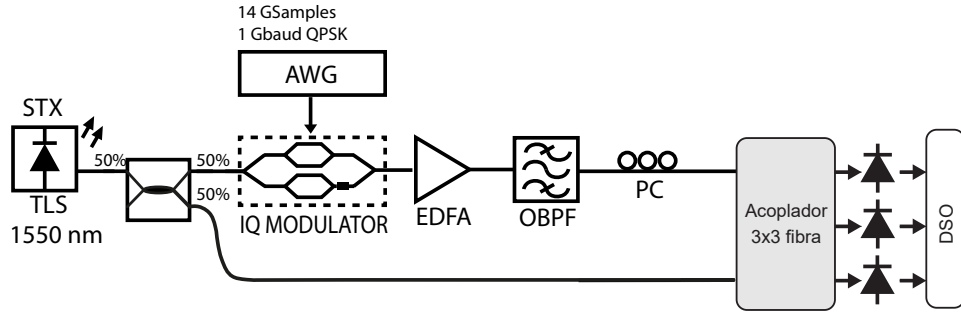 14 GSamples
1 Gbaud QPSK
AWG
STX
50%
50%
50%
TLS
1550 nm
IQ MODULATOR
EDFA
OBPF
PC
Acoplador
3x3 fibra
DSO